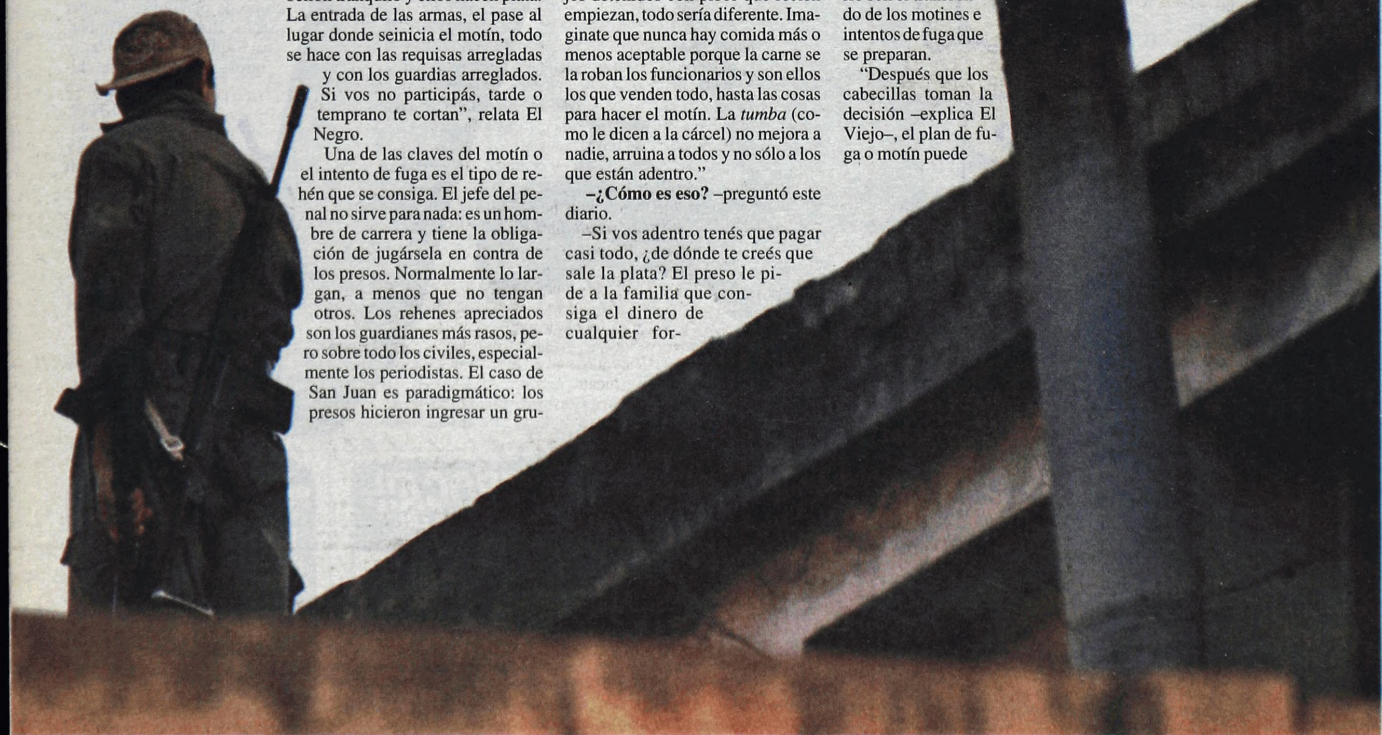 La entrada de las armas, el pase al
lugar donde seinicia el motín, todo
se hace con las requisas arregladas
y con los guardias arreglados.
Si vos no participás, tarde o
temprano te cortan”, relata El
Negro.
Una de las claves del motín o
el intento de fuga es el tipo de re-
hén que se consiga. El jefe del pe-
nal no sirve para nada: es un hom-
bre de carrera y tiene la obliga-
ción de jugársela en contra de
los presos. Normalmente lo lar-
gan, a menos que no tengan
otros. Los rehenes apreciados
son los guardianes más rasos, pe-
ro sobre todo los civiles, especial-
mente los periodistas. El caso de
San Juan es paradigmático: los
presos hicieron ingresar un gru-
empiezan, todo sería diferente. Ima-
ginate que nunca hay comida más o
menos aceptable porque la carne se
la roban los funcionarios y son ellos
los que venden todo, hasta las cosas
para hacer el motín. La tumba (co-
mo le dicen a la cárcel) no mejora a
nadie, arruina a todos y no sólo a los
que están adentro.”
–¿Cómo es eso? –preguntó este
diario.
–Si vos adentro tenés que pagar
casi todo, ¿de dónde te creés que
sale la plata? El preso le pi-
de a la familia que con-
siga el dinero de
cualquier for-
do de los motines e
intentos de fuga que
se preparan.
“Después que los
cabecillas toman la
decisión –explica El
Viejo–, el plan de fu-
ga o motín puede